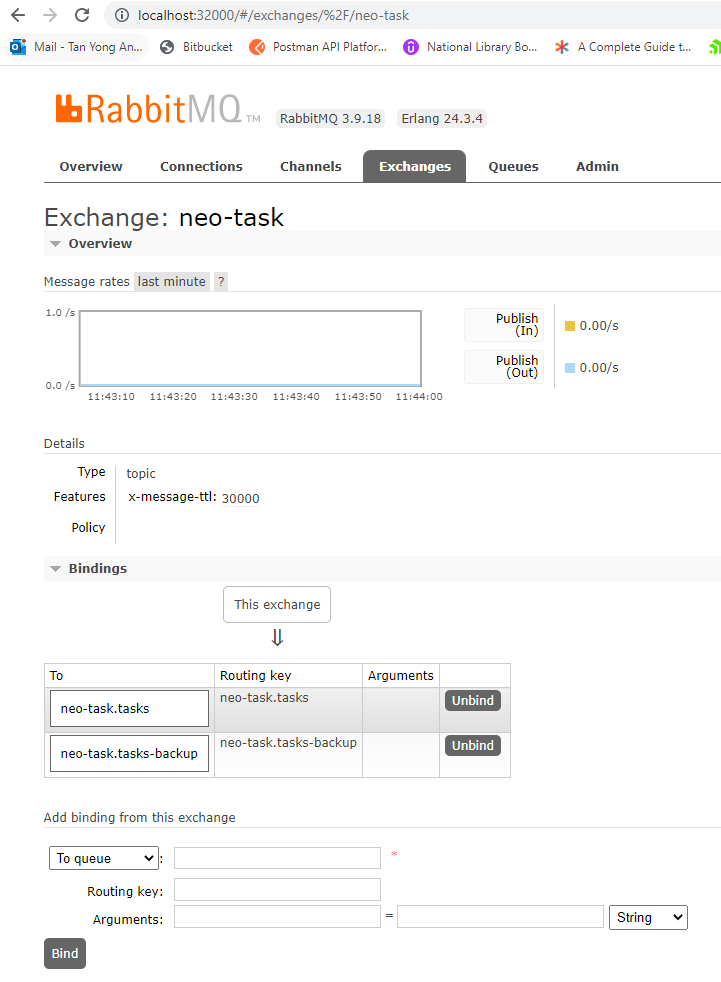 localhost:32000/#/exchanges/%2F/neo-task
Mail - Tan Yong An... Bitbucket Postman API Platfor... National Library Bo... A Complete Guide t...
RabbitMQ TM RabbitMQ 3.9.18 Erlang 24.3.4
Overview Connections Channels Exchanges Queues Admin
Exchange: neo-task
Overview
Message rates last minute ?
1.0 /s
0.0 /s
11:43:10 11:43:20 11:43:30 11:43:40 11:43:50 11:44:00
Publish
(In)
0.00/s
Publish
(Out)
0.00/s
Details
Type topic
Features x-message-ttl: 30000
Policy
Bindings
This exchange
⇓
To Routing key Arguments
neo-task.tasks neo-task.tasks Unbind
neo-task.tasks-backup neo-task.tasks-backup Unbind
Add binding from this exchange
To queue : *
Routing key:
Arguments: = String
Bind